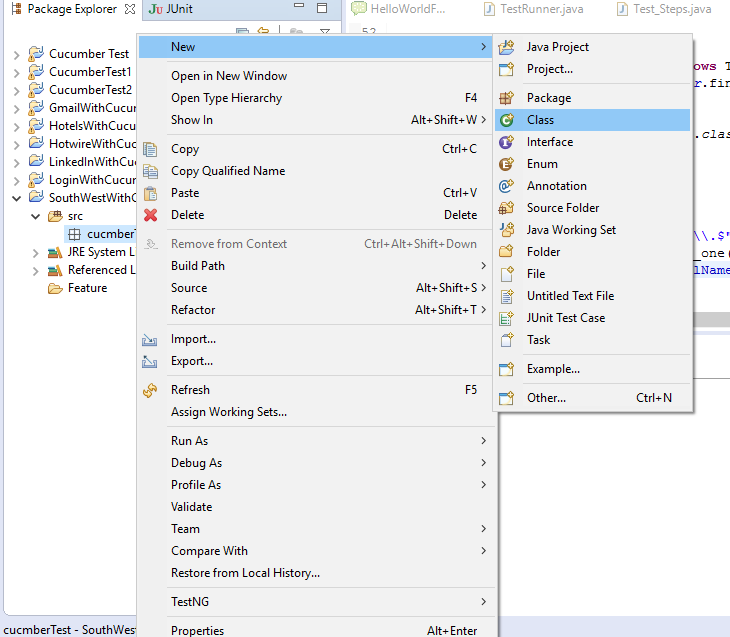 Package Explorer
JUnit
HelloWorldF...
TestRunner.java
Test_Steps.java
Cucumber Test
CucumberTest1
CucumberTest2
GmailWithCucur
HotelsWithCucu
HotwireWithCuc
LinkedInWithCu
LoginWithCucur
SouthWestWithC
src
cucmberT
JRE System L
Referenced L
Feature
New
Open in New Window
Open Type Hierarchy F4
Show In Alt+Shift+W
Copy Ctrl+C
Copy Qualified Name
Paste Ctrl+V
Delete Delete
Remove from Context Ctrl+Alt+Shift+Down
Build Path
Source Alt+Shift+S
Refactor Alt+Shift+T
Import...
Export...
Refresh F5
Assign Working Sets...
Run As
Debug As
Profile As
Validate
Team
Compare With
Restore from Local History...
TestNG
Properties Alt+Enter
Java Project
Project...
Package
Class
Interface
Enum
Annotation
Source Folder
Java Working Set
Folder
File
Untitled Text File
JUnit Test Case
Task
Example...
Other... Ctrl+N
ows T
r.fin
.clas
\\.$"
_one(
lName
cucmberTest - SouthWest